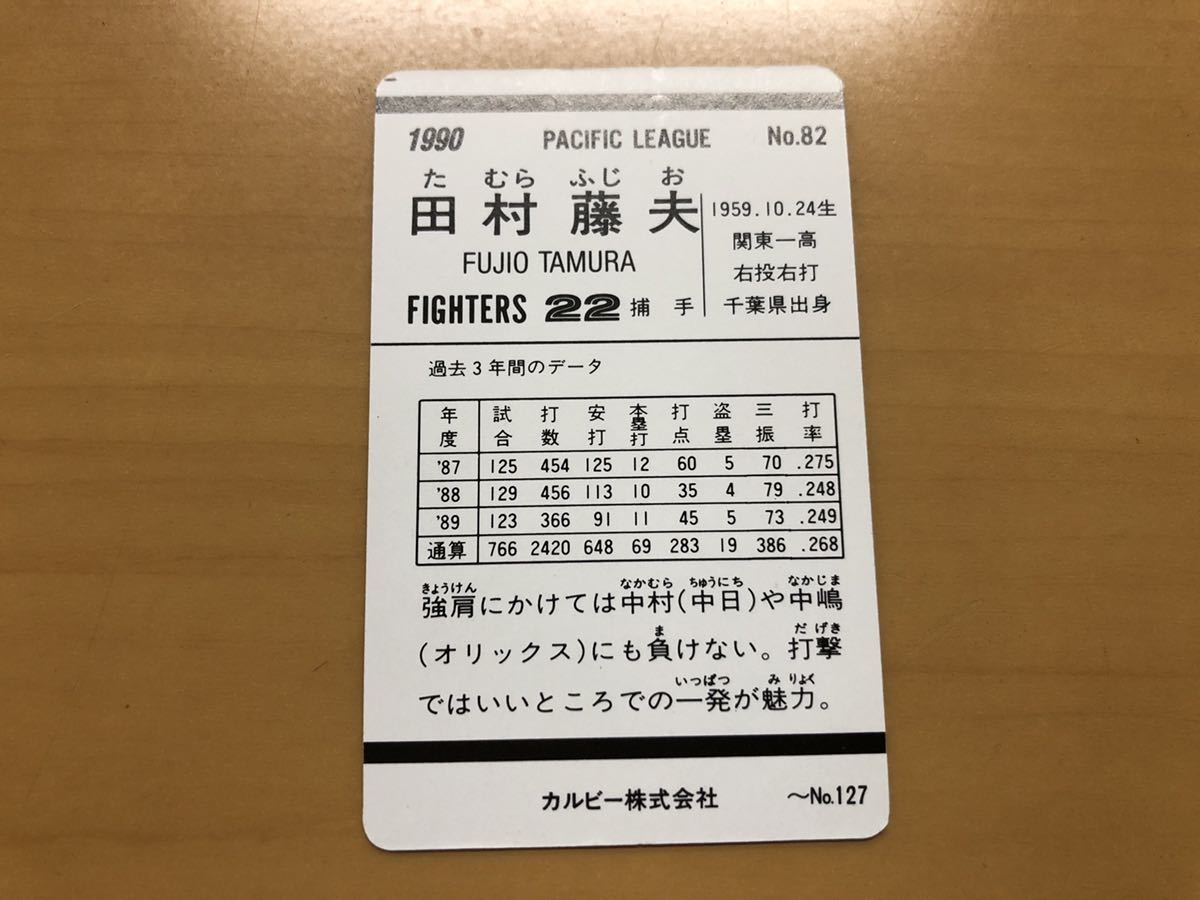 1990 PACIFIC LEAGUE No.82
た むら ふじ お
田村藤夫
FUJIO TAMURA
FIGHTERS 22 捕手
1959.10.24生
関東一高
右投右打
千葉県出身
過去3年間のデータ
年度 試合 打数 安打 本塁打 打点 盗塁 三振 打率
'87 125 454 125 12 60 5 70 .275
'88 129 456 113 10 35 4 79 .248
'89 123 366 91 11 45 5 73 .249
通算 766 2420 648 69 283 19 386 .268
きょうけん なかむら ちゅうにち なかじま
強肩にかけては中村(中日)や中嶋
ま だ げき
(オリックス)にも負けない。打撃
いっぱつ み りょく
ではいいところでの一発が魅力。
カルビー株式会社 〜No.127